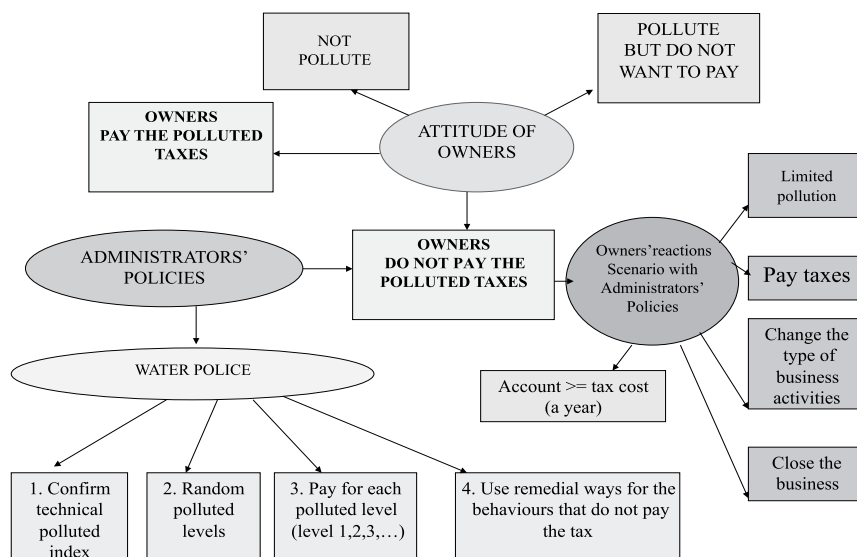 NOT
POLLUTE
POLLUTE
BUT DO NOT
WANT TO PAY
OWNERS
PAY THE POLLUTED
TAXES
ATTITUDE OF
OWNERS
Limited
pollution
ADMINISTRATORS'
POLICIES
OWNERS
DO NOT PAY THE
POLLUTED TAXES
Owners'reactions
Scenario with
Administrators'
Policies
Pay taxes
Change the
type of
business
activities
WATER POLICE
Account >= tax cost
(a year)
Close the
business
1. Confirm
technical
polluted
index
2. Random
polluted
levels
3. Pay for each
polluted level
(level 1,2,3,…)
4. Use remedial ways for the
behaviours that do not pay
the tax